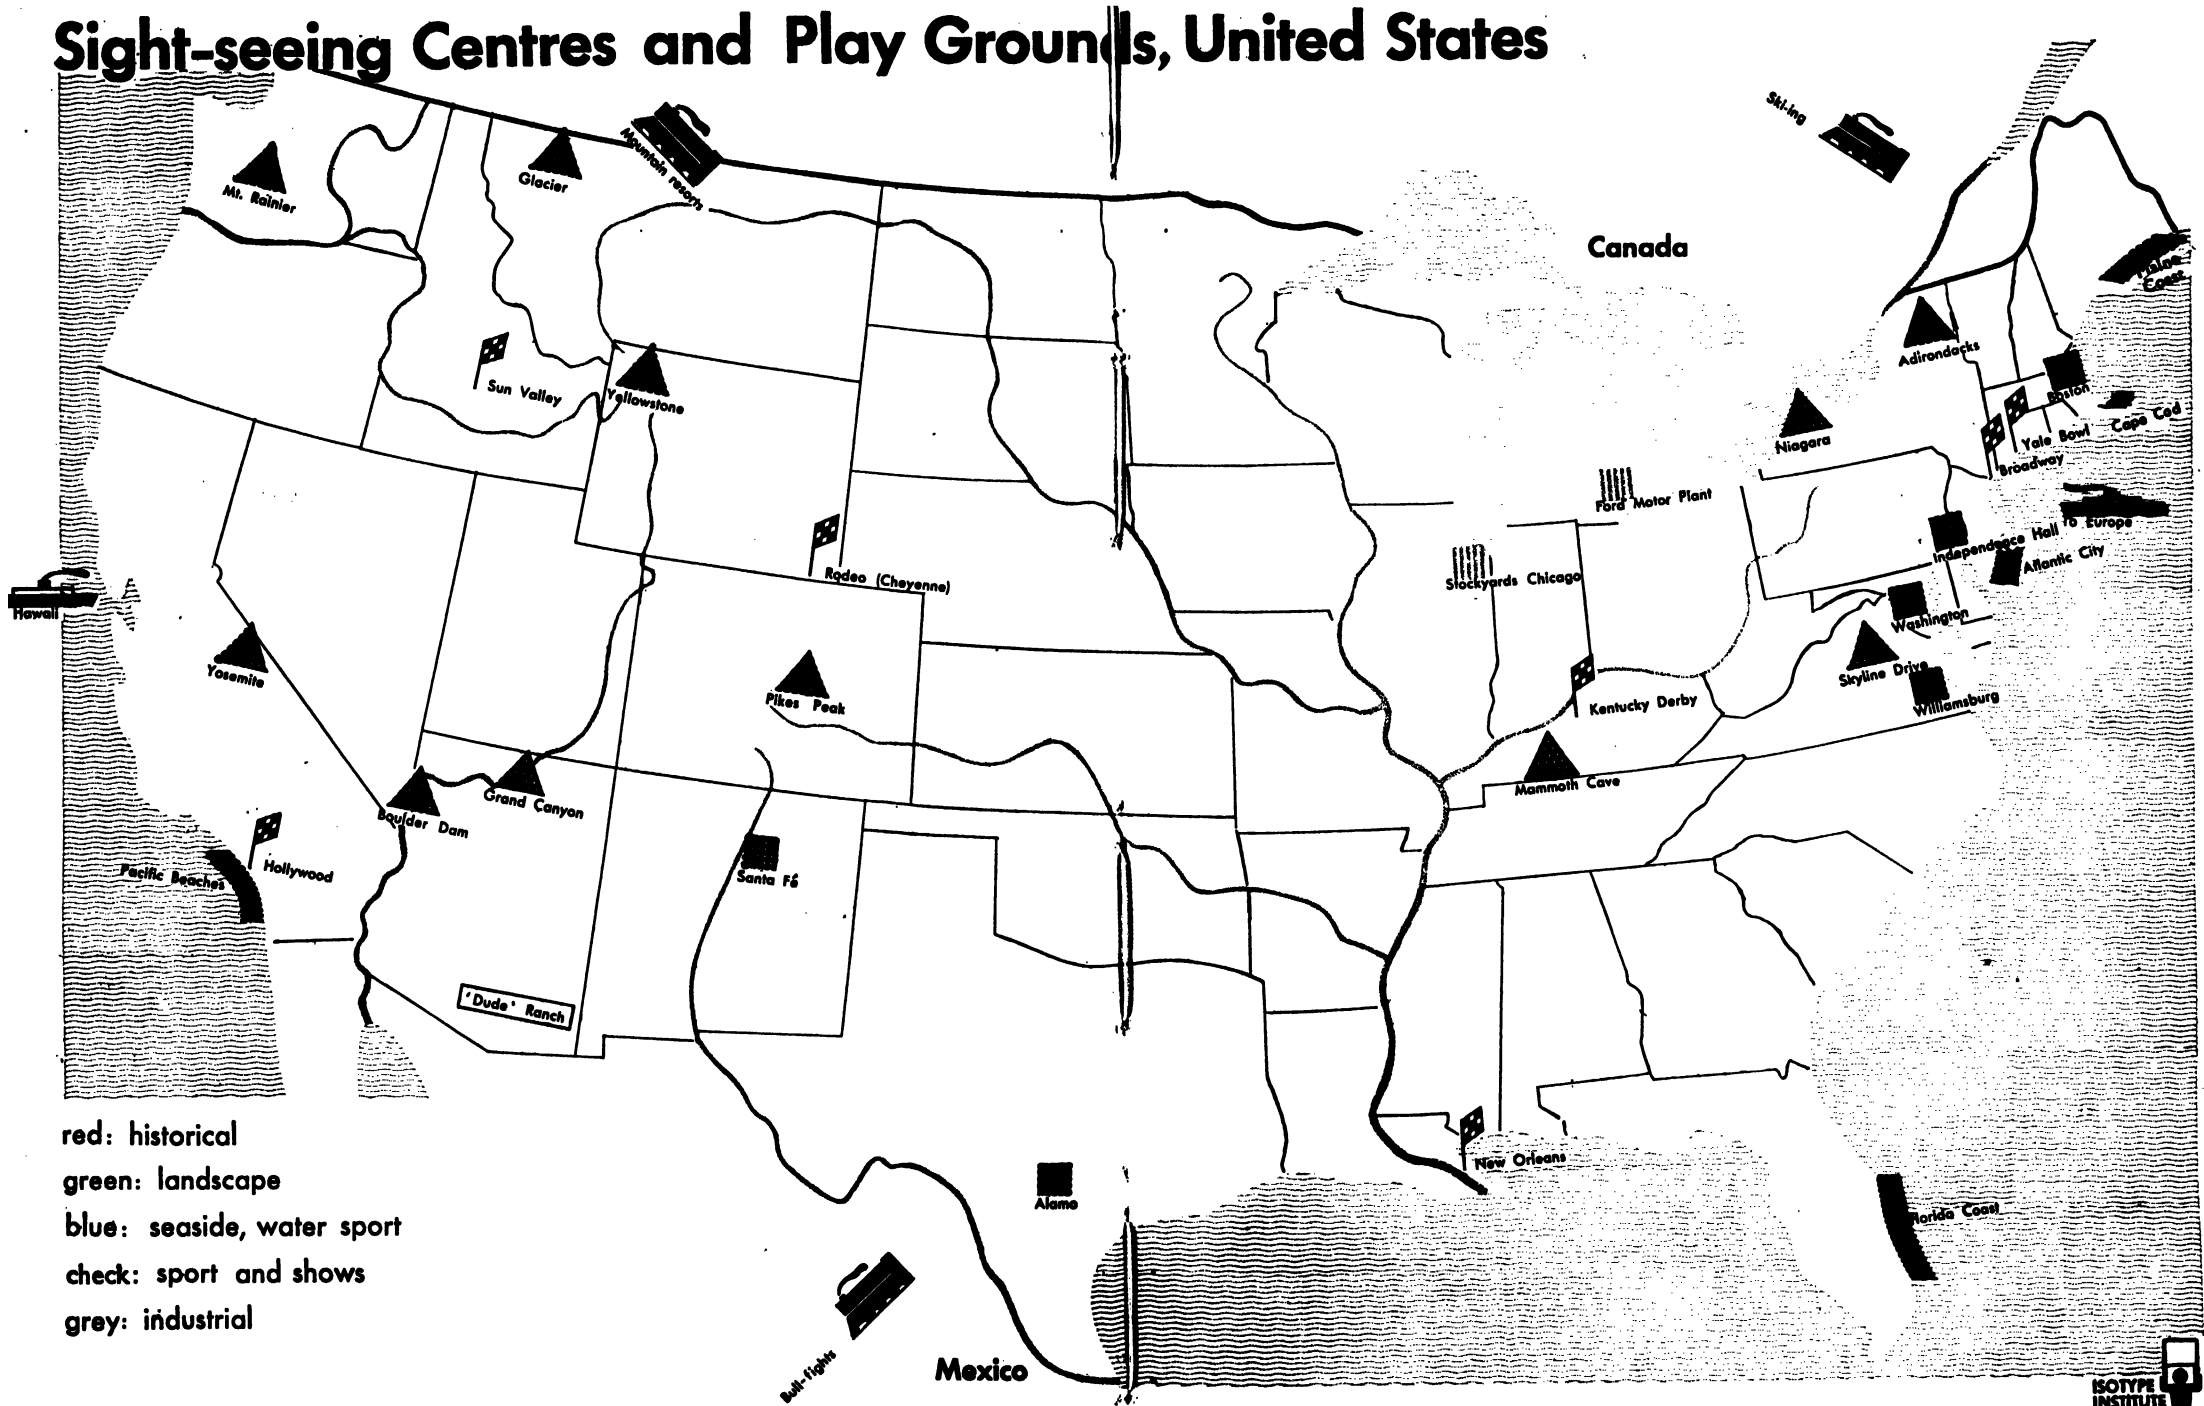 Sight-seeing Centres and Play Grounds, United States
Ski-ing
Mt. Rainier
Glacier
Mountain resorts
Canada
Maine
Coast
Adirondacks
Sun Valley
Yellowstone
Boston
Cape Cod
Niagara
Yale Bowl
Broadway
Ford Motor Plant
To Europe
Independence Hall
Atlantic City
Stockyards Chicago
Rodeo (Cheyenne)
Hawaii
Washington
Yosemite
Skyline Drive
Pikes Peak
Kentucky Derby
Williamsburg
Grand Canyon
Mammoth Cave
Boulder Dam
Hollywood
Pacific Beaches
Santa Fé
'Dude' Ranch
red: historical
green: landscape
blue: seaside, water sport
check: sport and shows
grey: industrial
New Orleans
Alamo
Florida Coast
Bull-fights
Mexico
ISOTYPE
INSTITUTE